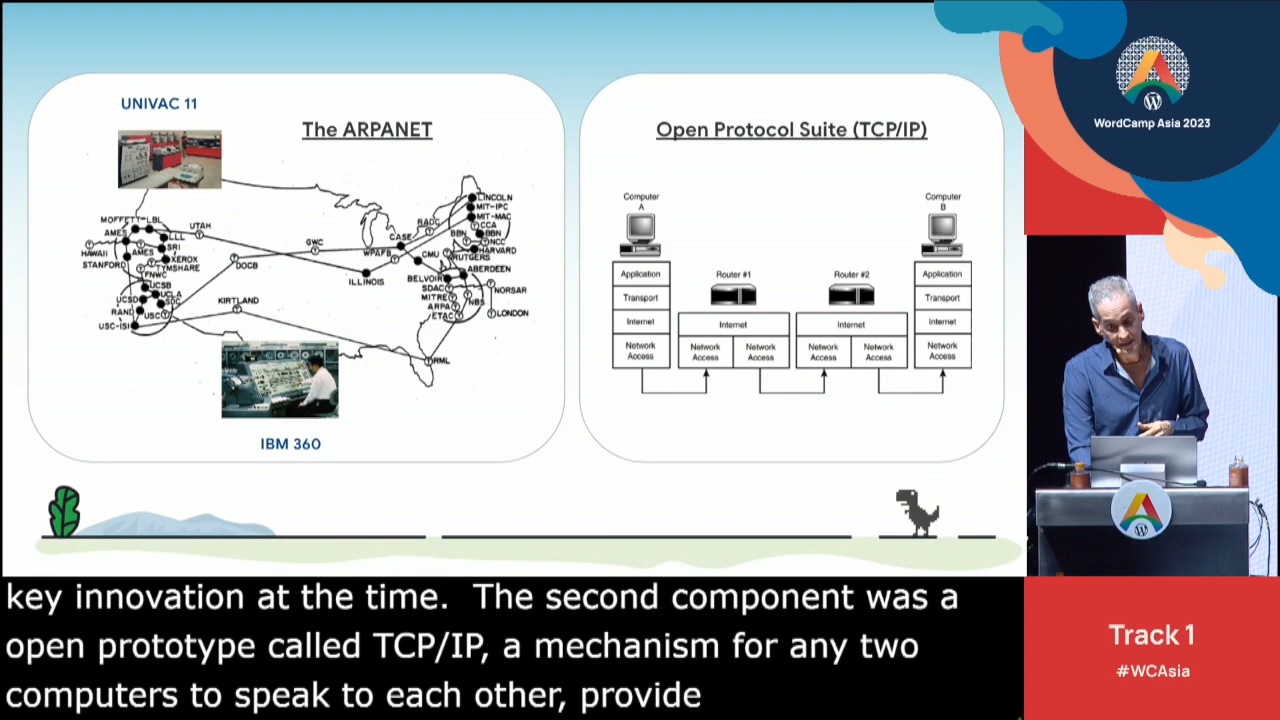 UNIVAC 11
The ARPANET
MOFFETT
LBL
UTAH
AMES
LLL
HAWAII
AMES
SRI
XEROX
STANFORD
TYMSHARE
FNWC
UCSB
UCLA
UCSD
SDC
RAND
USC
USC-ISI
DOCB
GWC
KIRTLAND
ILLINOIS
WPAFB
CASE
RADC
CMU
BELVOIR
SDAC
MITRE
ARPA
ETAC
RML
LINCOLN
MIT-IPC
MIT-MAC
CCA
BBN
BBN
NCC
HARVARD
RUTGERS
ABERDEEN
NORSAR
NBS
LONDON
IBM 360
Open Protocol Suite (TCP/IP)
Computer
A
Application
Transport
Internet
Network
Access
Router #1
Internet
Network
Access
Network
Access
Router #2
Internet
Network
Access
Network
Access
Computer
B
Application
Transport
Internet
Network
Access
WordCamp Asia 2023
key innovation at the time.  The second component was a
open prototype called TCP/IP, a mechanism for any two
computers to speak to each other, provide
Track 1
#WCAsia